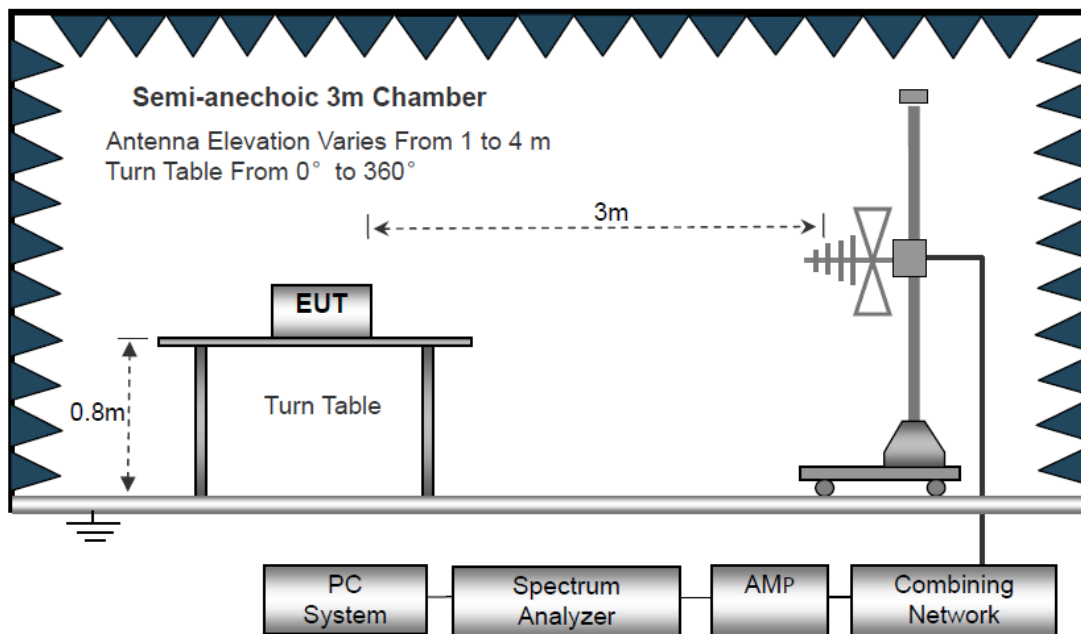 Semi-anechoic 3m Chamber
Antenna Elevation Varies From 1 to 4 m
Turn Table From 0° to 360°
3m
EUT
0.8m
Turn Table
PC
System
Spectrum
Analyzer
AMP
Combining
Network